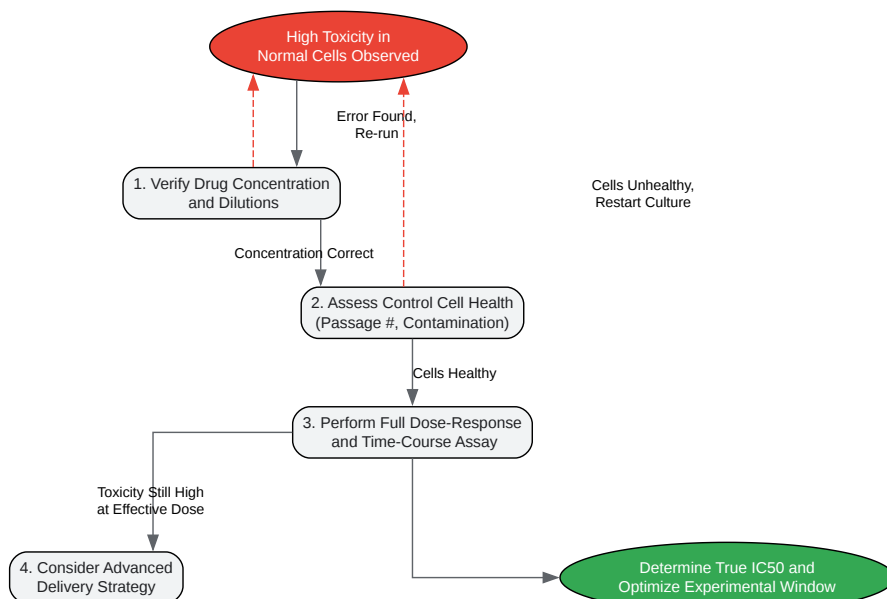 High Toxicity in
Normal Cells Observed
Error Found,
Re-run
1. Verify Drug Concentration
and Dilutions
Cells Unhealthy,
Restart Culture
Concentration Correct
2. Assess Control Cell Health
(Passage #, Contamination)
Cells Healthy
3. Perform Full Dose-Response
and Time-Course Assay
Toxicity Still High
at Effective Dose
4. Consider Advanced
Delivery Strategy
Determine True IC50 and
Optimize Experimental Window